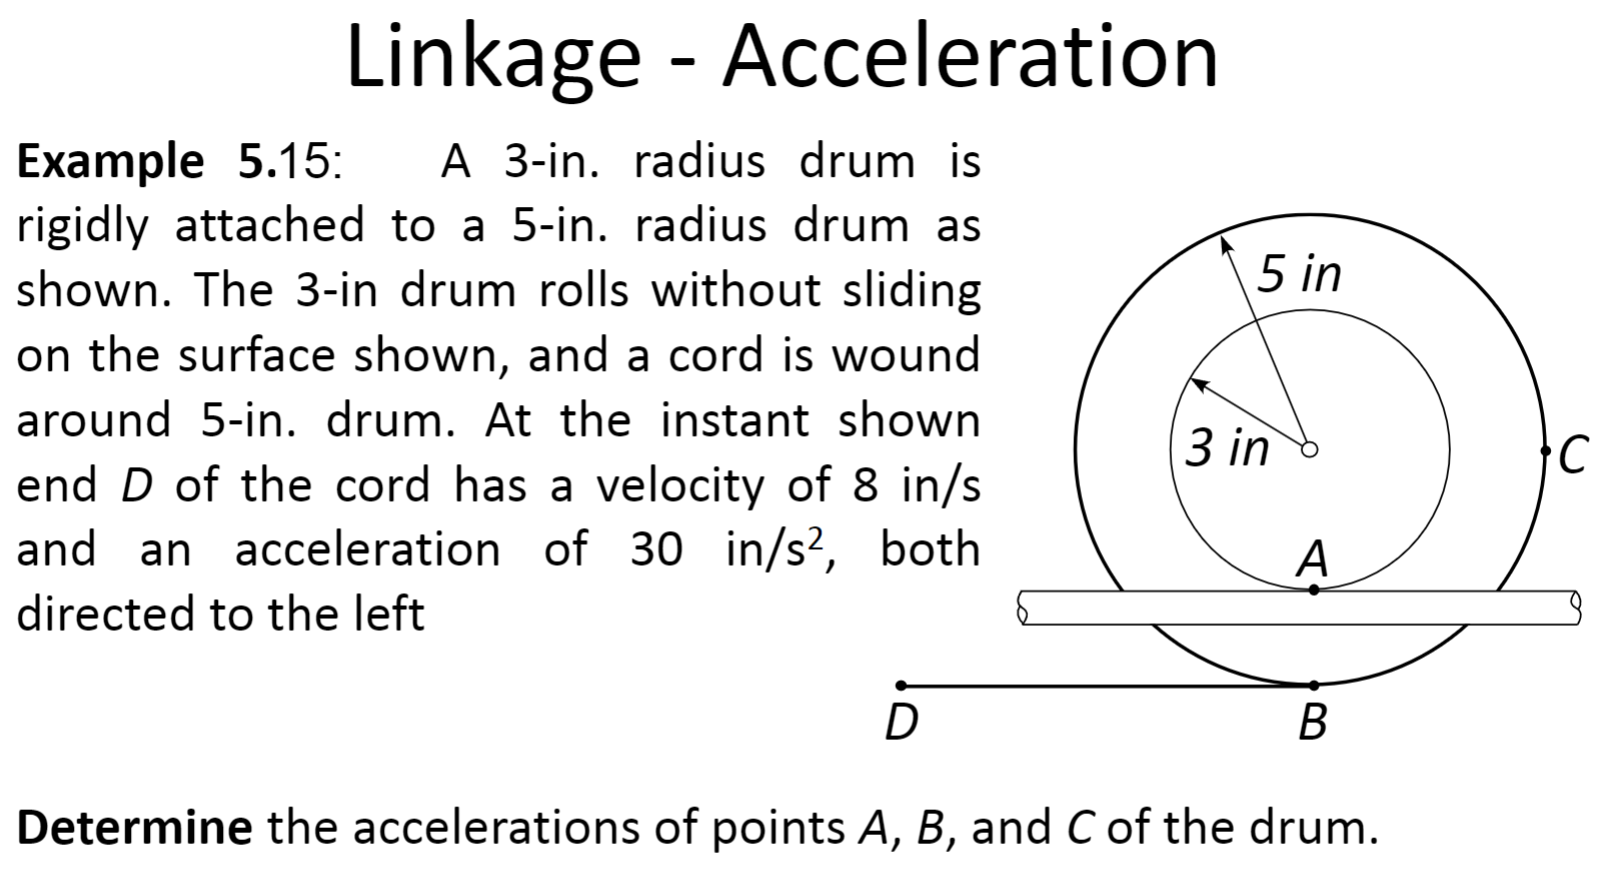 Linkage - Acceleration
Example 5.15: A 3-in. radius drum is
rigidly attached to a 5-in. radius drum as
shown. The 3-in drum rolls without sliding
on the surface shown, and a cord is wound
around 5-in. drum. At the instant shown
end D of the cord has a velocity of 8 in/s
and an acceleration of 30 in/s², both
directed to the left
5 in
3 in
C
A
D
B
Determine the accelerations of points A, B, and C of the drum.